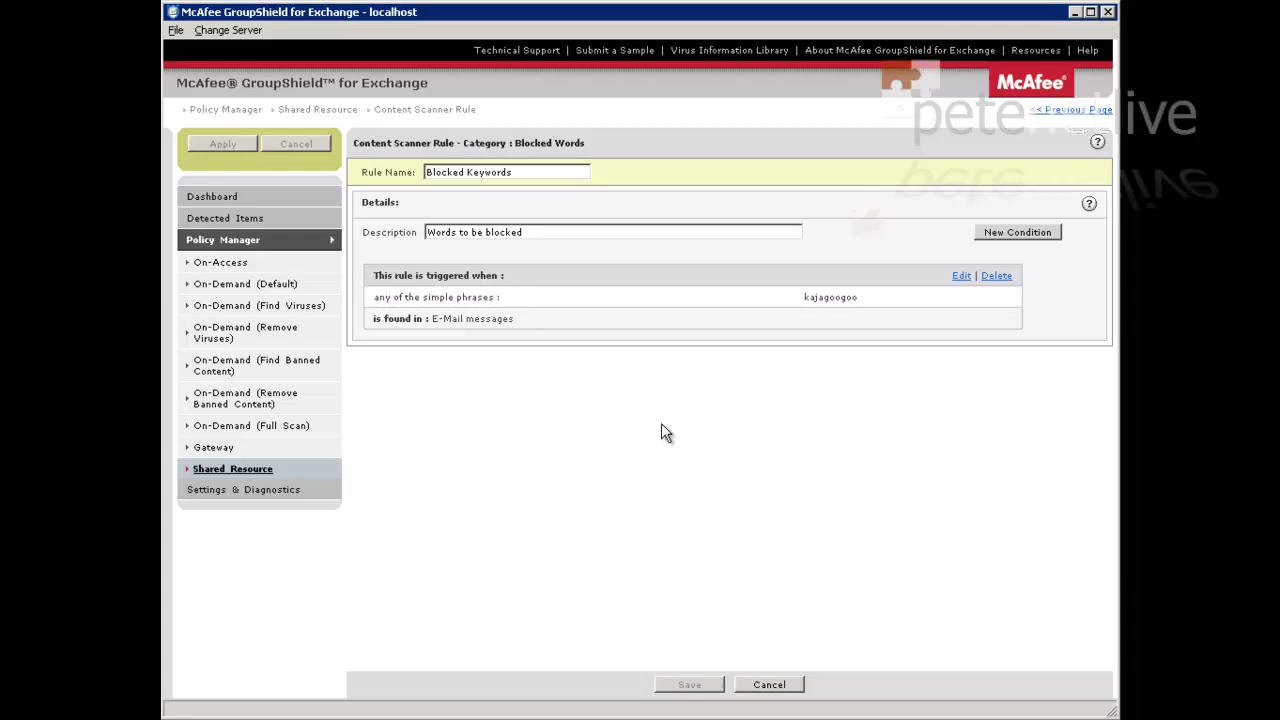 McAfee GroupShield for Exchange - localhost
File Change Server
Technical Support | Submit a Sample | Virus Information Library | About McAfee GroupShield for Exchange | Resources | Help
McAfee® GroupShield™ for Exchange
McAfee®
> Policy Manager > Shared Resource > Content Scanner Rule
<< Previous Page
Apply Cancel
Content Scanner Rule - Category : Blocked Words
?
Rule Name: Blocked Keywords
Dashboard
Details:
?
Detected Items
Description Words to be blocked
New Condition
Policy Manager
On-Access
This rule is triggered when :
Edit | Delete
On-Demand (Default)
any of the simple phrases : kajagoogoo
On-Demand (Find Viruses)
is found in : E-Mail messages
On-Demand (Remove
Viruses)
On-Demand (Find Banned
Content)
On-Demand (Remove
Banned Content)
On-Demand (Full Scan)
Gateway
Shared Resource
Settings & Diagnostics
Save Cancel